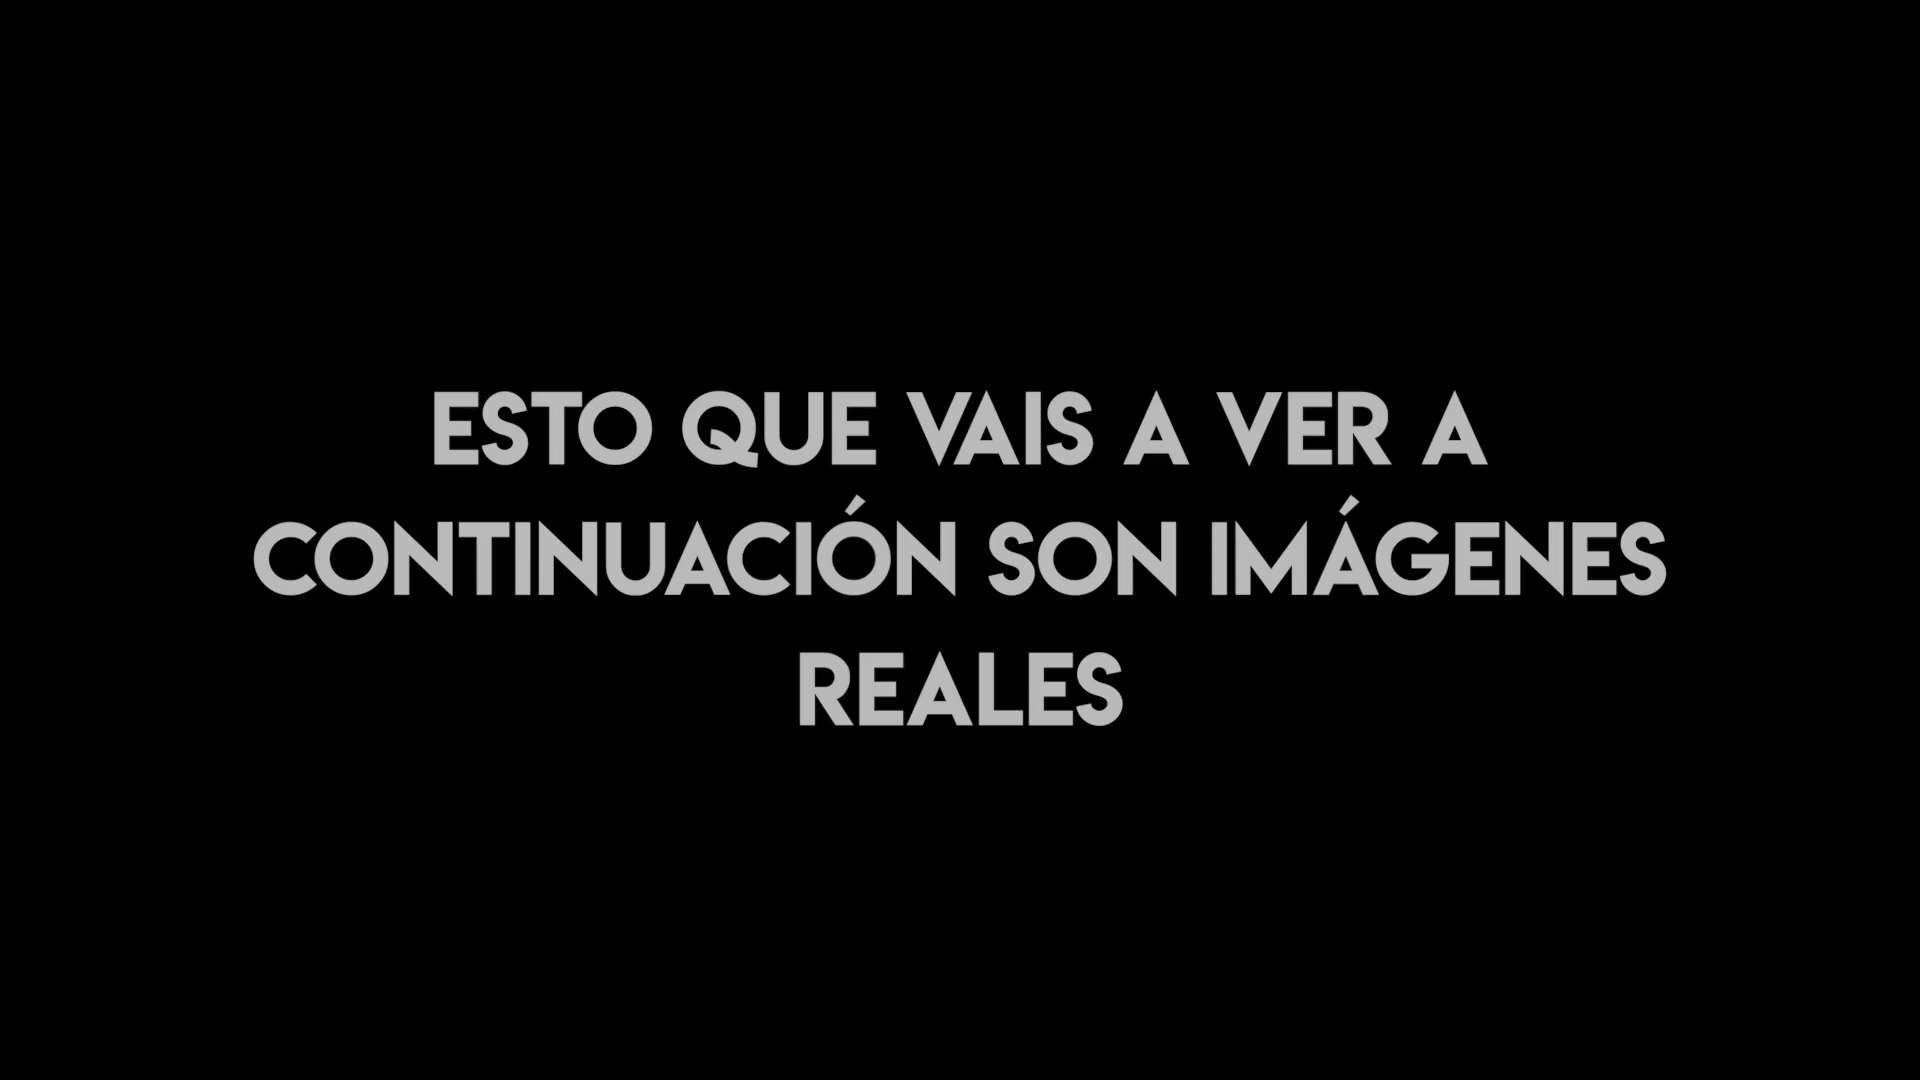 ESTO QUE VAIS A VER A
CONTINUACIÓN SON IMÁGENES
REALES